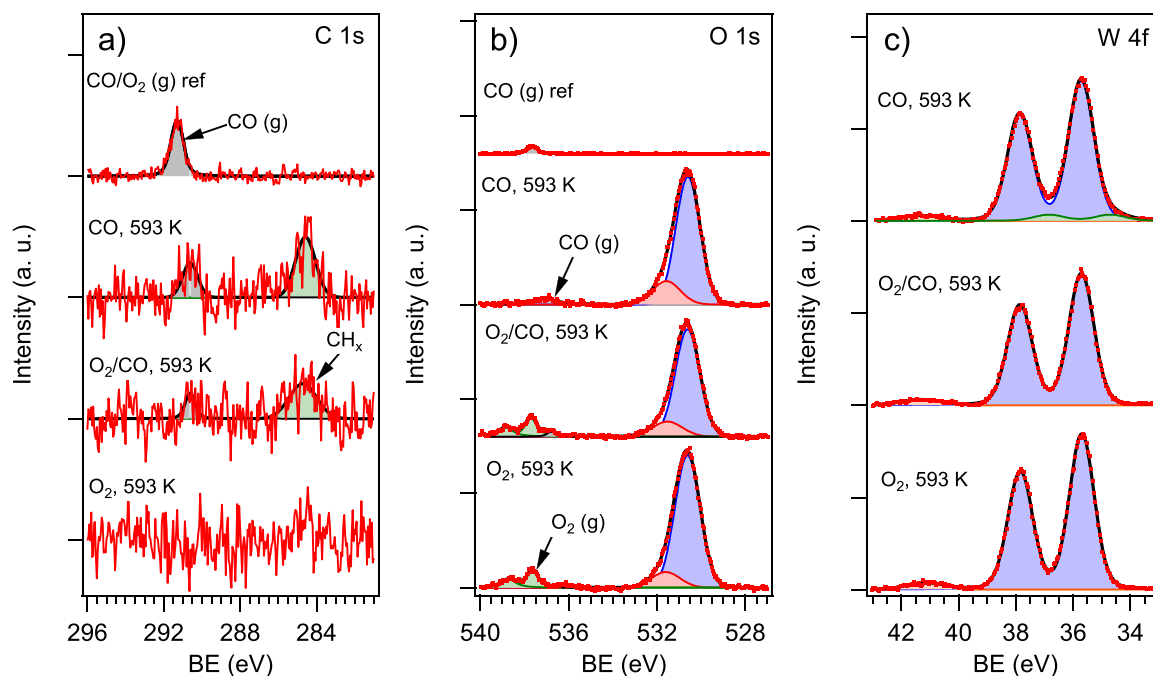 a)
C 1s
CO/O₂ (g) ref
CO (g)
CO, 593 K
O₂/CO, 593 K
CHₓ
O₂, 593 K
Intensity (a. u.)
296
292
288
284
BE (eV)
b)
O 1s
CO (g) ref
CO, 593 K
CO (g)
O₂/CO, 593 K
O₂, 593 K
O₂ (g)
Intensity (a. u.)
540
536
532
528
BE (eV)
c)
W 4f
CO, 593 K
O₂/CO, 593 K
O₂, 593 K
Intensity (a. u.)
42
40
38
36
34
BE (eV)